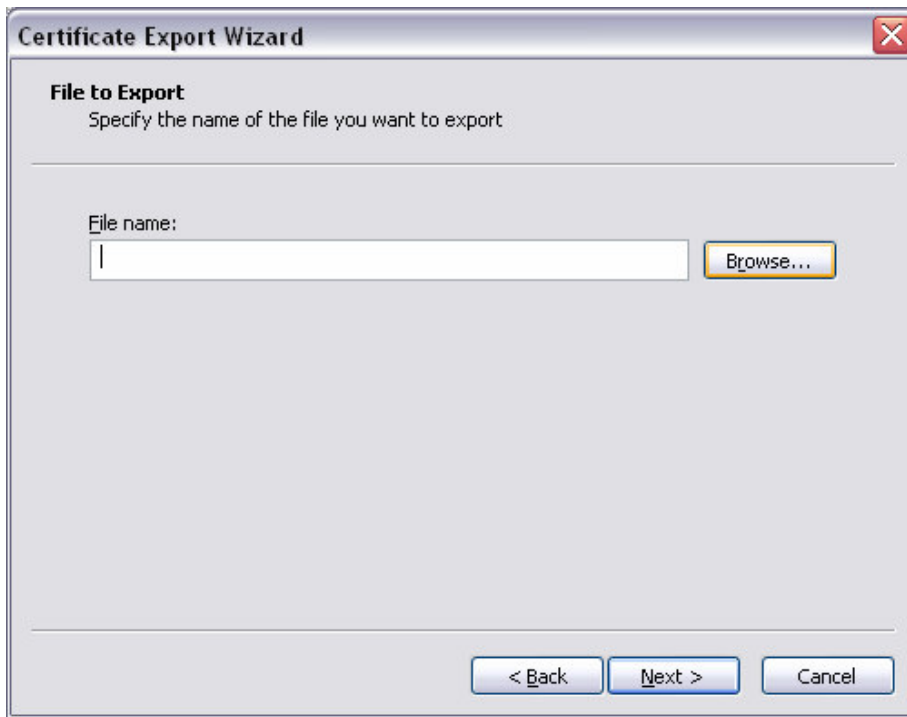 Certificate Export Wizard
File to Export
Specify the name of the file you want to export
File name:
Browse...
< Back
Next >
Cancel